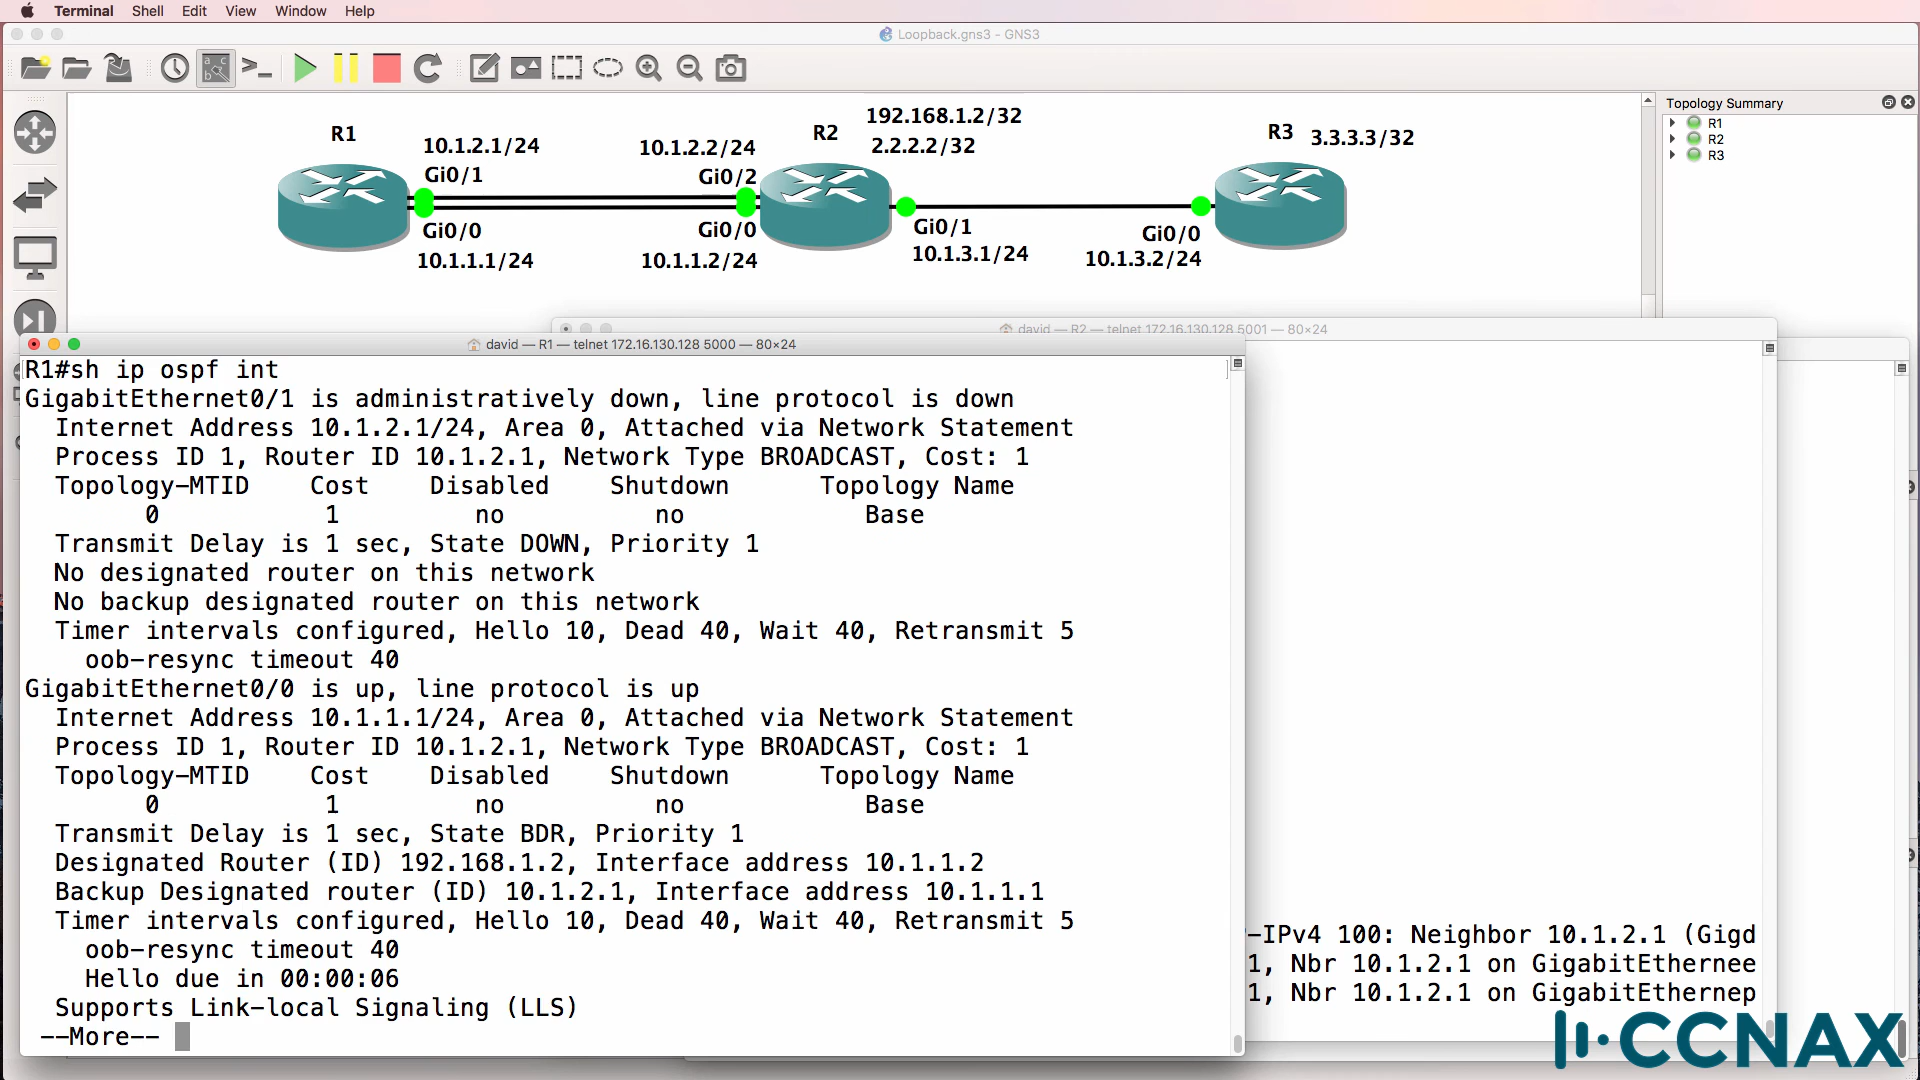 Terminal Shell Edit View Window Help
Loopback.gns3 - GNS3
Topology Summary
R1
R2
R3
R1
10.1.2.1/24
Gi0/1
Gi0/0
10.1.1.1/24
10.1.2.2/24
Gi0/2
Gi0/0
10.1.1.2/24
R2
192.168.1.2/32
2.2.2.2/32
Gi0/1
10.1.3.1/24
Gi0/0
10.1.3.2/24
R3
3.3.3.3/32
david — R2 — telnet 172.16.130.128 5001 — 80×24
david — R1 — telnet 172.16.130.128 5000 — 80×24
R1#sh ip ospf int
GigabitEthernet0/1 is administratively down, line protocol is down
Internet Address 10.1.2.1/24, Area 0, Attached via Network Statement
Process ID 1, Router ID 10.1.2.1, Network Type BROADCAST, Cost: 1
Topology-MTID Cost Disabled Shutdown Topology Name
0 1 no no Base
Transmit Delay is 1 sec, State DOWN, Priority 1
No designated router on this network
No backup designated router on this network
Timer intervals configured, Hello 10, Dead 40, Wait 40, Retransmit 5
oob-resync timeout 40
GigabitEthernet0/0 is up, line protocol is up
Internet Address 10.1.1.1/24, Area 0, Attached via Network Statement
Process ID 1, Router ID 10.1.2.1, Network Type BROADCAST, Cost: 1
Topology-MTID Cost Disabled Shutdown Topology Name
0 1 no no Base
Transmit Delay is 1 sec, State BDR, Priority 1
Designated Router (ID) 192.168.1.2, Interface address 10.1.1.2
Backup Designated router (ID) 10.1.2.1, Interface address 10.1.1.1
Timer intervals configured, Hello 10, Dead 40, Wait 40, Retransmit 5
oob-resync timeout 40
Hello due in 00:00:06
Supports Link-local Signaling (LLS)
--More--
-IPv4 100: Neighbor 10.1.2.1 (Gigd
1, Nbr 10.1.2.1 on GigabitEthernee
1, Nbr 10.1.2.1 on GigabitEthernep
CCNAX